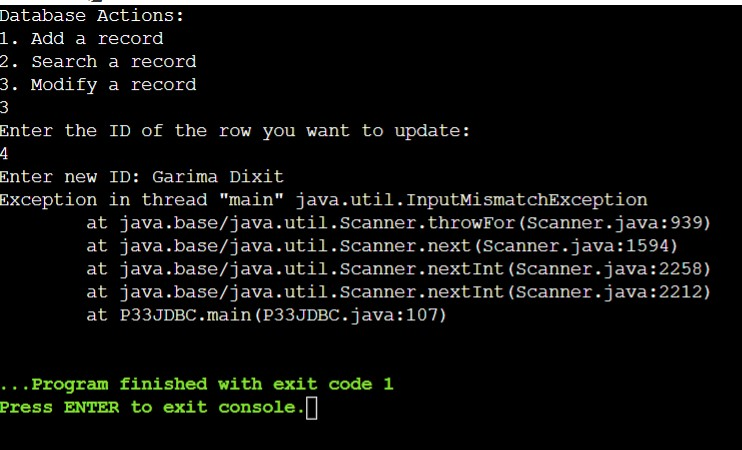 Database Actions:
1. Add a record
2. Search a record
3. Modify a record
3
Enter the ID of the row you want to update:
4
Enter new ID: Garima Dixit
Exception in thread "main" java.util.InputMismatchException
        at java.base/java.util.Scanner.throwFor(Scanner.java:939)
        at java.base/java.util.Scanner.next(Scanner.java:1594)
        at java.base/java.util.Scanner.nextInt(Scanner.java:2258)
        at java.base/java.util.Scanner.nextInt(Scanner.java:2212)
        at P33JDBC.main(P33JDBC.java:107)
...Program finished with exit code 1
Press ENTER to exit console.